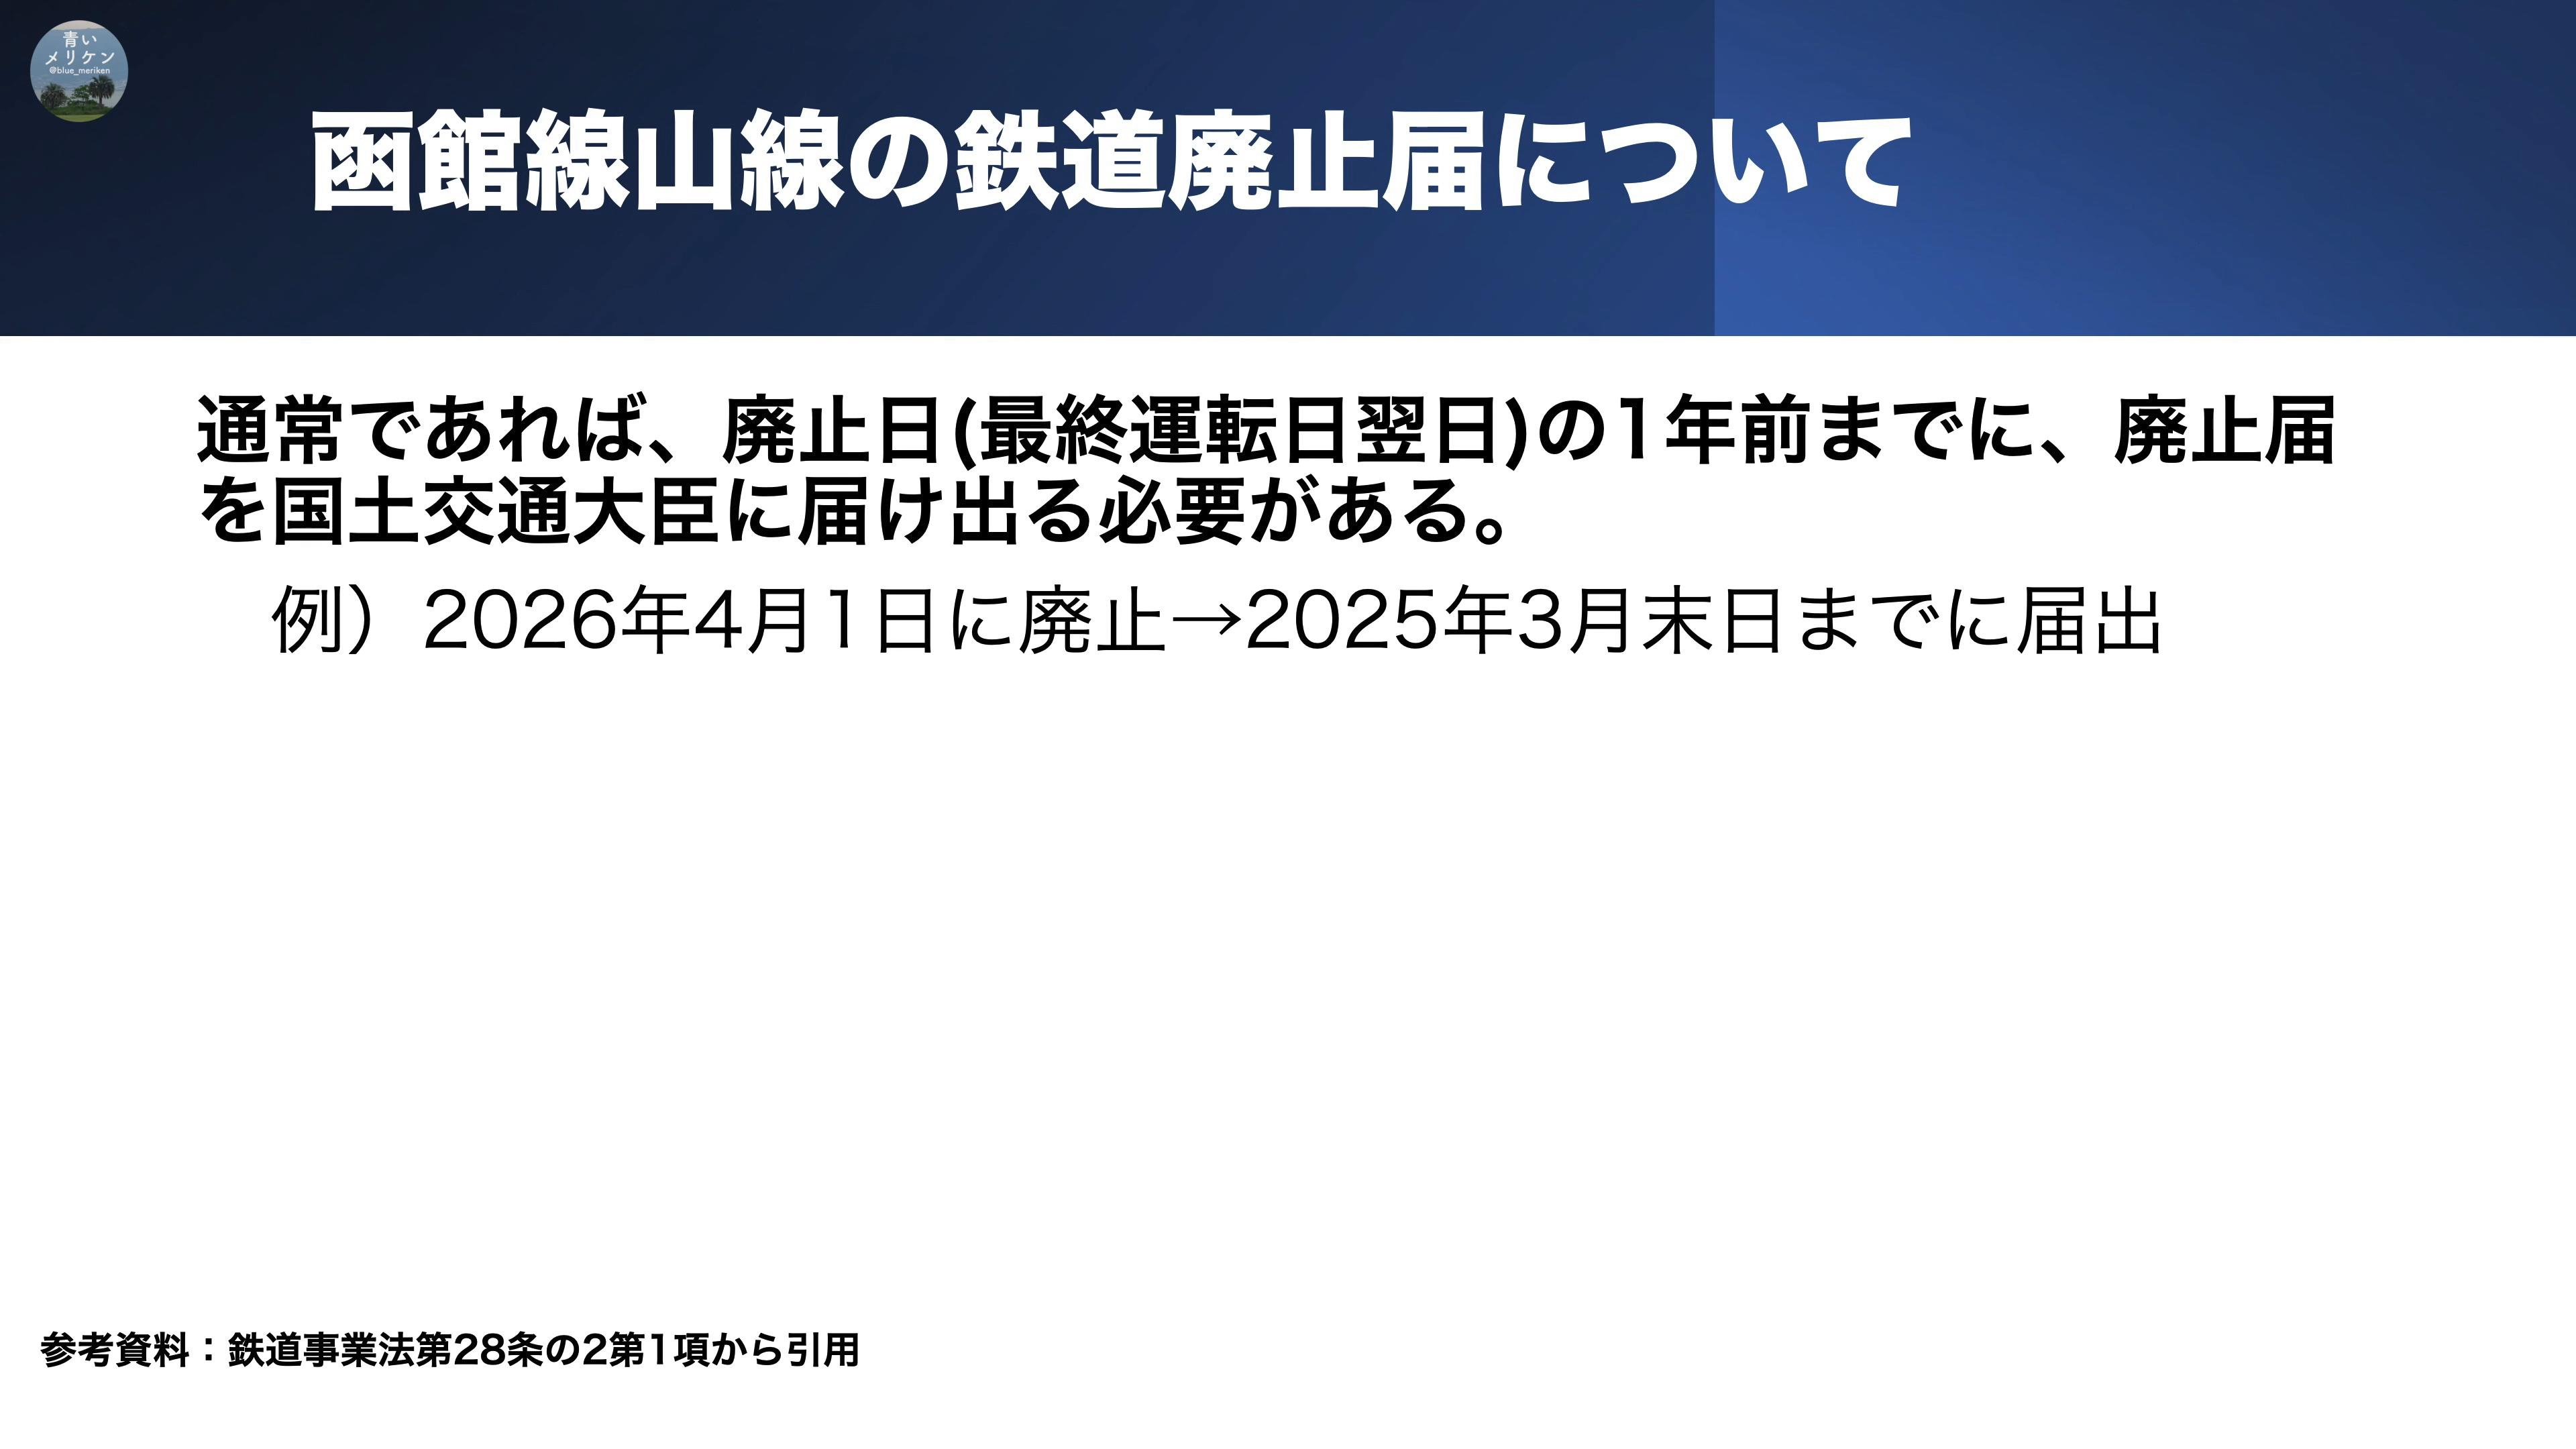 青い
メリケン
@blue_meriken
函館線山線の鉄道廃止届について
通常であれば、廃止日(最終運転日翌日)の1年前までに、廃止届
を国土交通大臣に届け出る必要がある。
例）2026年4月1日に廃止→2025年3月末日までに届出
参考資料：鉄道事業法第28条の2第1項から引用